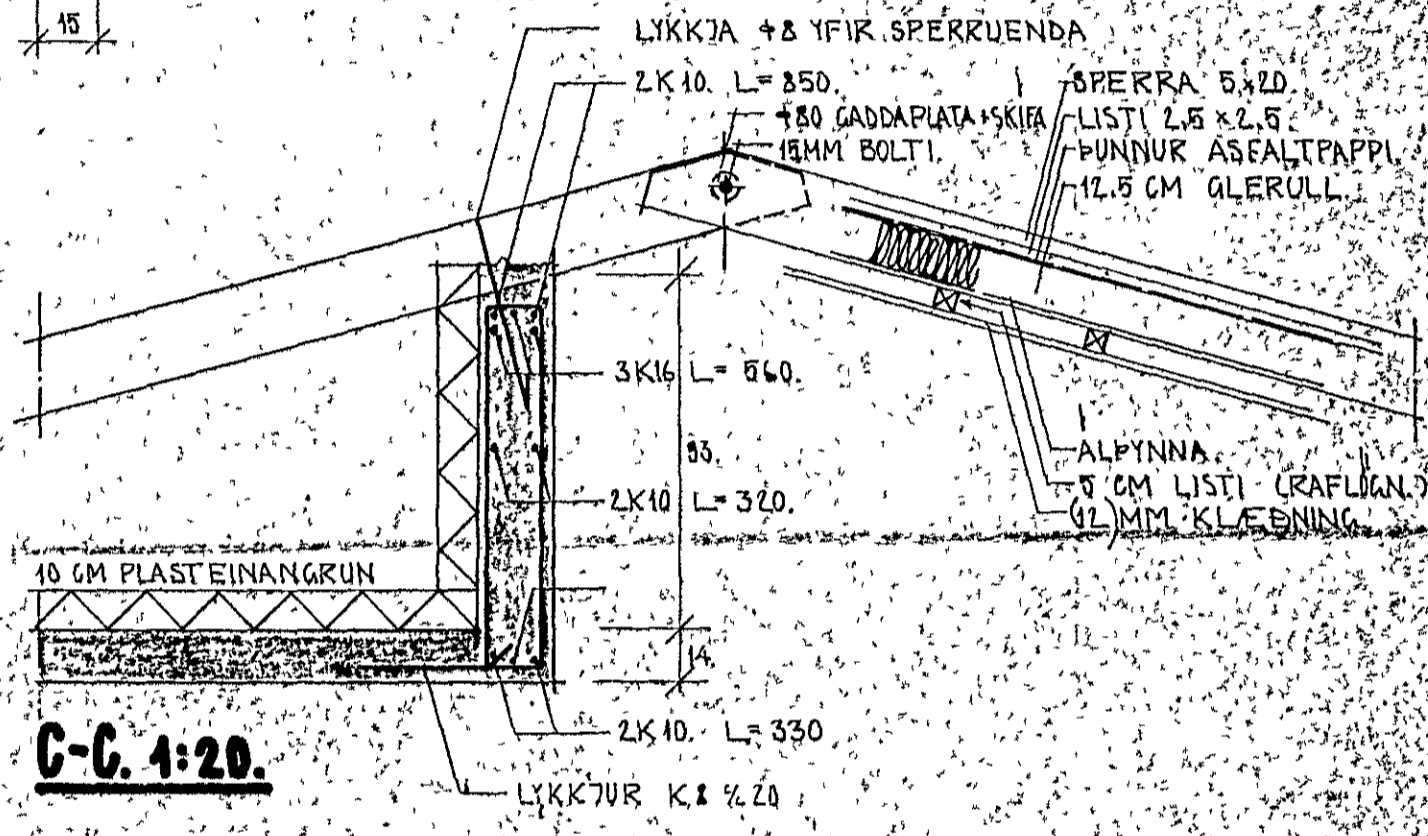 15
LYKKJA ϕ8 YFIR SPERRUENDA
2K10. L=850.
ϕ80 GADDAPLATA+SKIFA
15MM BOLTI.
SPERRA 5x20.
LISTI 2,5 x 2,5.
ÞUNNUR ASFALTPAPPI.
12.5 CM GLERULL.
3K16 L=560.
93.
2K10 L=320.
ALÞYNNA
5 CM LISTI (RAFLÖGN.)
(12)MM KLÆÐNING
10 CM PLASTEINANGRUN
14.
2K10. L=330
C-C. 1:20.
LYKKJUR K8 % 20